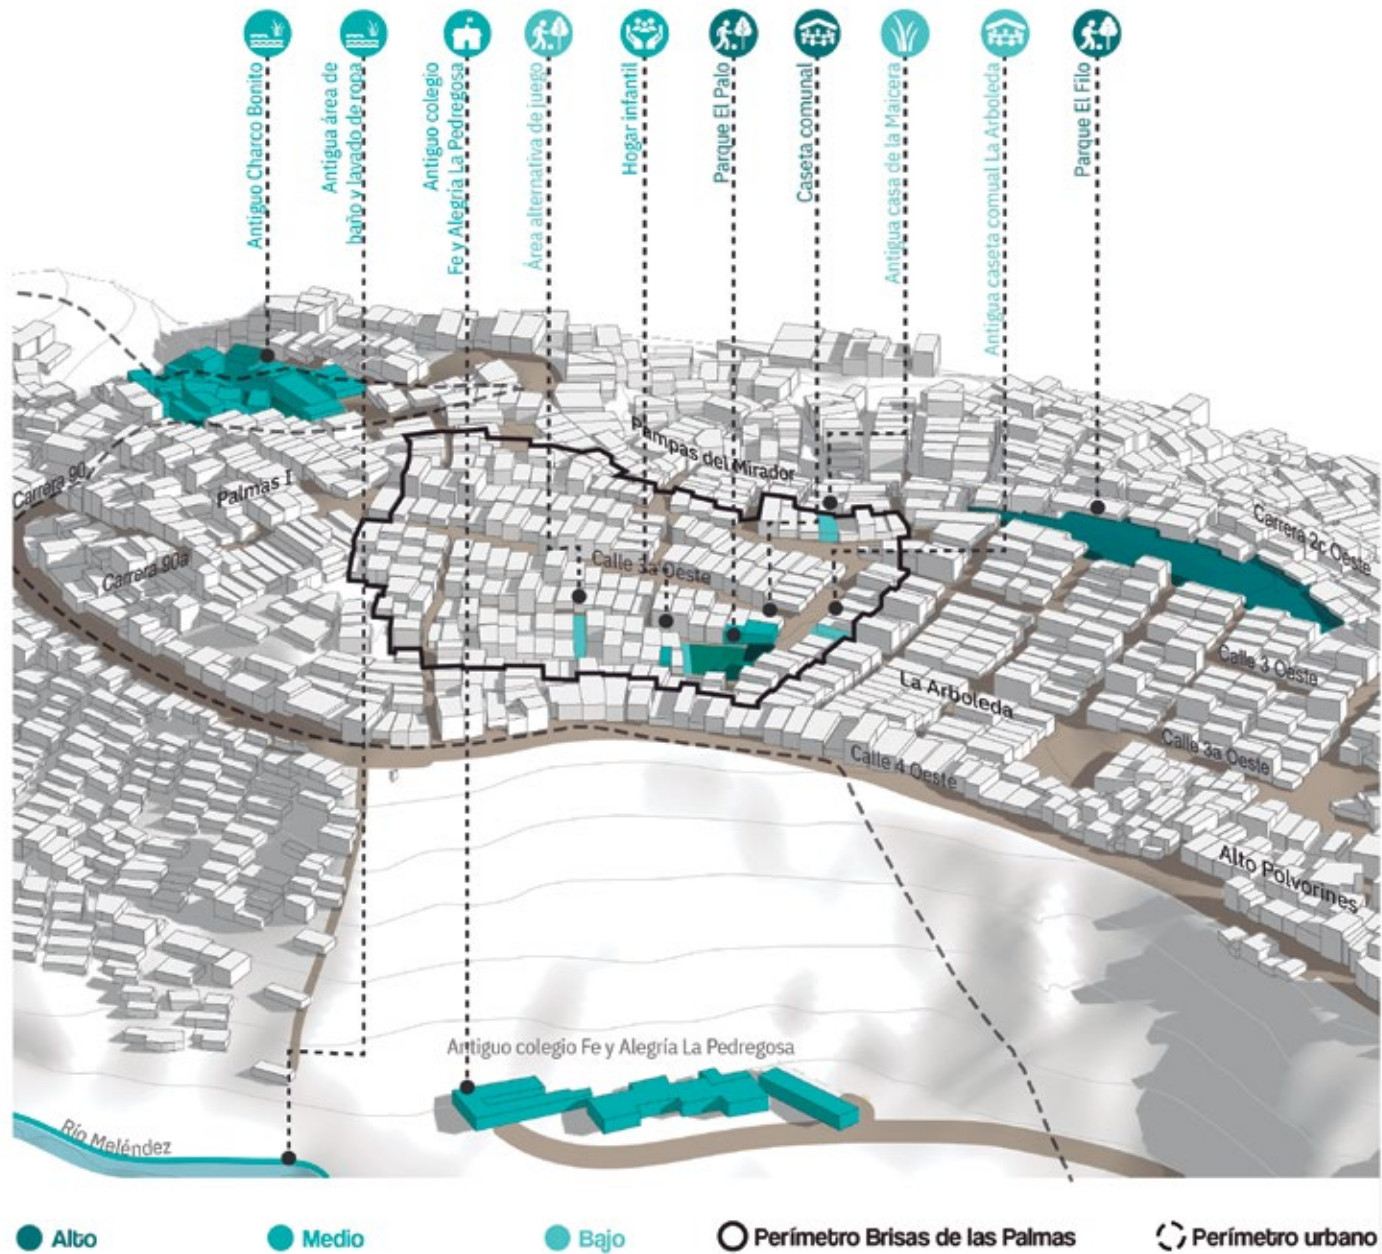 Antiguo Charco Bonito
Antigua área de
baño y lavado de ropa
Antiguo colegio
Fe y Alegría La Pedregosa
Área alternativa de juego
Hogar infantil
Parque El Palo
Caseta comunal
Antigua casa de la Maicera
Antigua caseta comual La Arboleda
Parque El Filo
Pampas del Mirador
Carrera 90
Palmas I
Carrera 90a
Calle 3a Oeste
Carrera 2c Oeste
Calle 3 Oeste
La Arboleda
Calle 3a Oeste
Calle 4 Oeste
Alto Polvorines
Antiguo colegio Fe y Alegría La Pedregosa
Río Meléndez
Alto
Medio
Bajo
Perímetro Brisas de las Palmas
Perímetro urbano